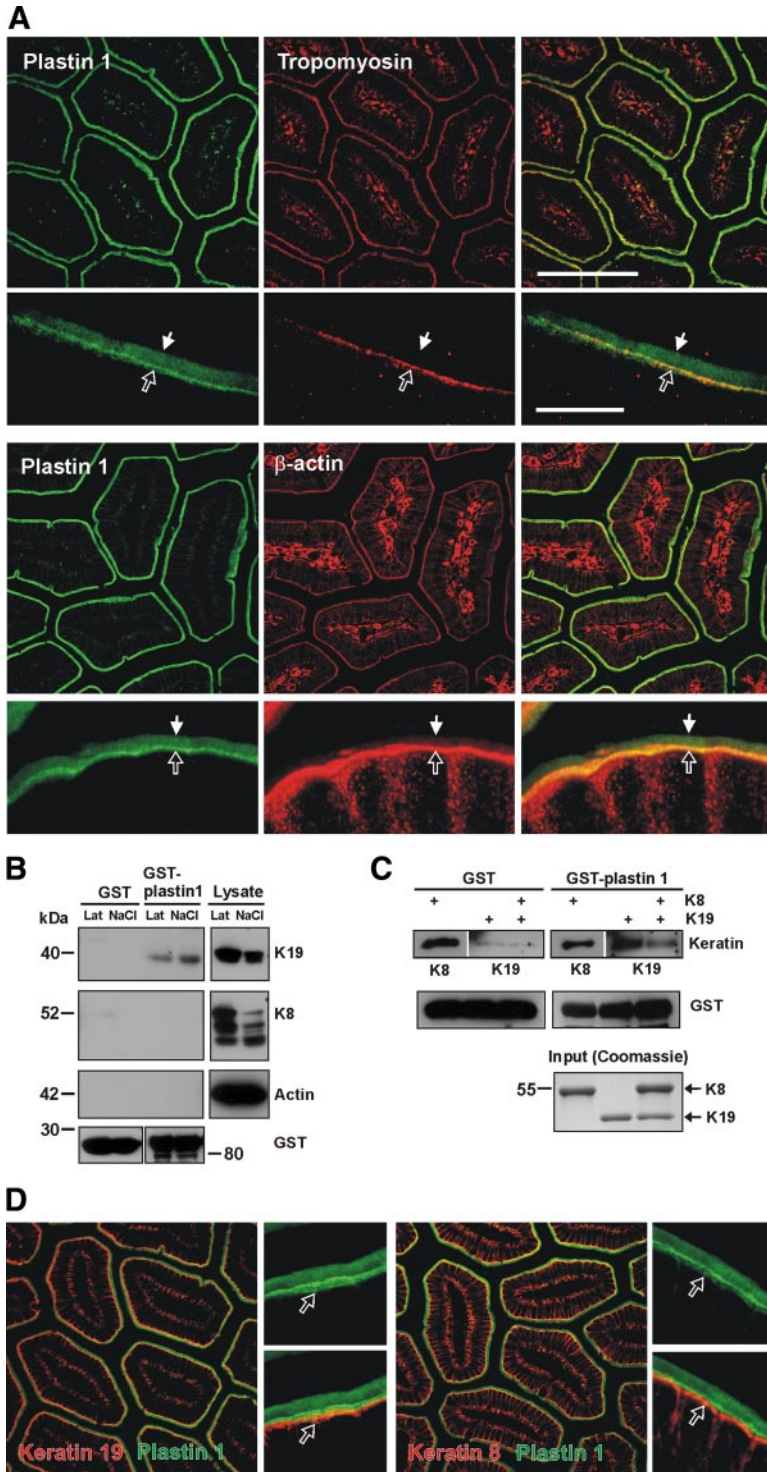 A
Plastin 1
Tropomyosin
Plastin 1
β-actin
B
GST
GST-
plastin1
Lysate
kDa
Lat NaCl
Lat NaCl
Lat NaCl
40
K19
52
K8
42
Actin
30
GST
80
C
GST
GST-plastin 1
+ + + + K8
+ + + + K19
Keratin
K8 K19 K8 K19
GST
Input (Coomassie)
55
K8
K19
D
Keratin 19 Plastin 1
Keratin 8 Plastin 1